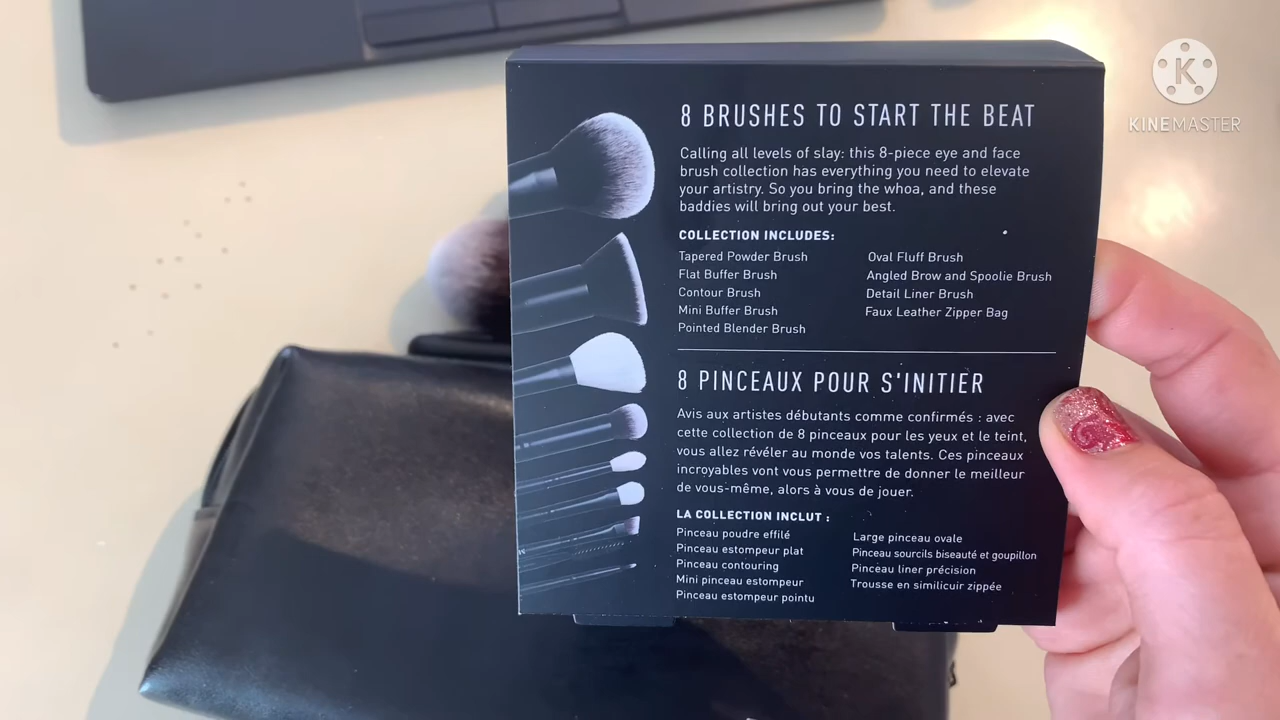 8 BRUSHES TO START THE BEAT
Calling all levels of slay: this 8-piece eye and face
brush collection has everything you need to elevate
your artistry. So you bring the whoa, and these
baddies will bring out your best.
COLLECTION INCLUDES:
Tapered Powder Brush
Flat Buffer Brush
Contour Brush
Mini Buffer Brush
Pointed Blender Brush
Oval Fluff Brush
Angled Brow and Spoolie Brush
Detail Liner Brush
Faux Leather Zipper Bag
8 PINCEAUX POUR S'INITIER
Avis aux artistes débutants comme confirmés : avec
cette collection de 8 pinceaux pour les yeux et le teint,
vous allez révéler au monde vos talents. Ces pinceaux
incroyables vont vous permettre de donner le meilleur
de vous-même, alors à vous de jouer.
LA COLLECTION INCLUT :
Pinceau poudre effilé
Pinceau estompeur plat
Pinceau contouring
Mini pinceau estompeur
Pinceau estompeur pointu
Large pinceau ovale
Pinceau sourcils biseauté et goupillon
Pinceau liner précision
Trousse en similicuir zippée
K
KINEMASTER